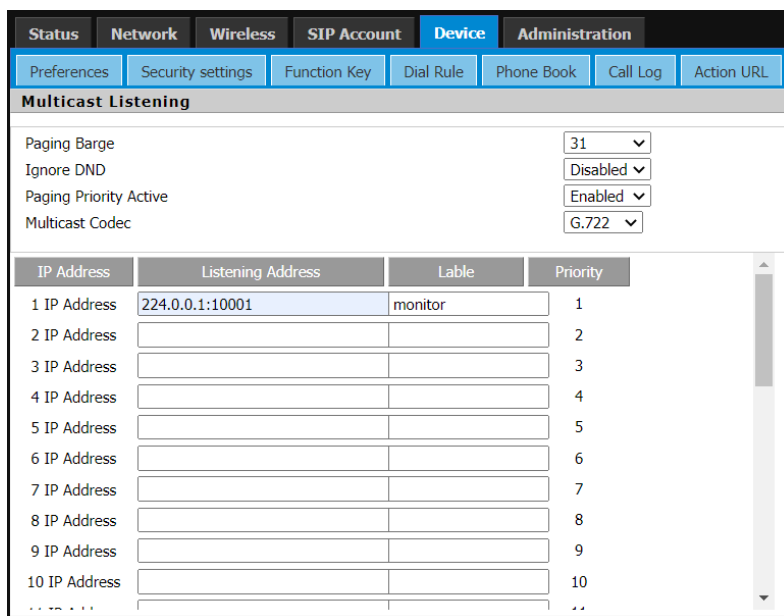 Status Network Wireless SIP Account Device Administration
Preferences Security settings Function Key Dial Rule Phone Book Call Log Action URL
Multicast Listening
Paging Barge 31
Ignore DND Disabled
Paging Priority Active Enabled
Multicast Codec G.722
IP Address Listening Address Lable Priority
1 IP Address 224.0.0.1:10001 monitor 1
2 IP Address 2
3 IP Address 3
4 IP Address 4
5 IP Address 5
6 IP Address 6
7 IP Address 7
8 IP Address 8
9 IP Address 9
10 IP Address 10